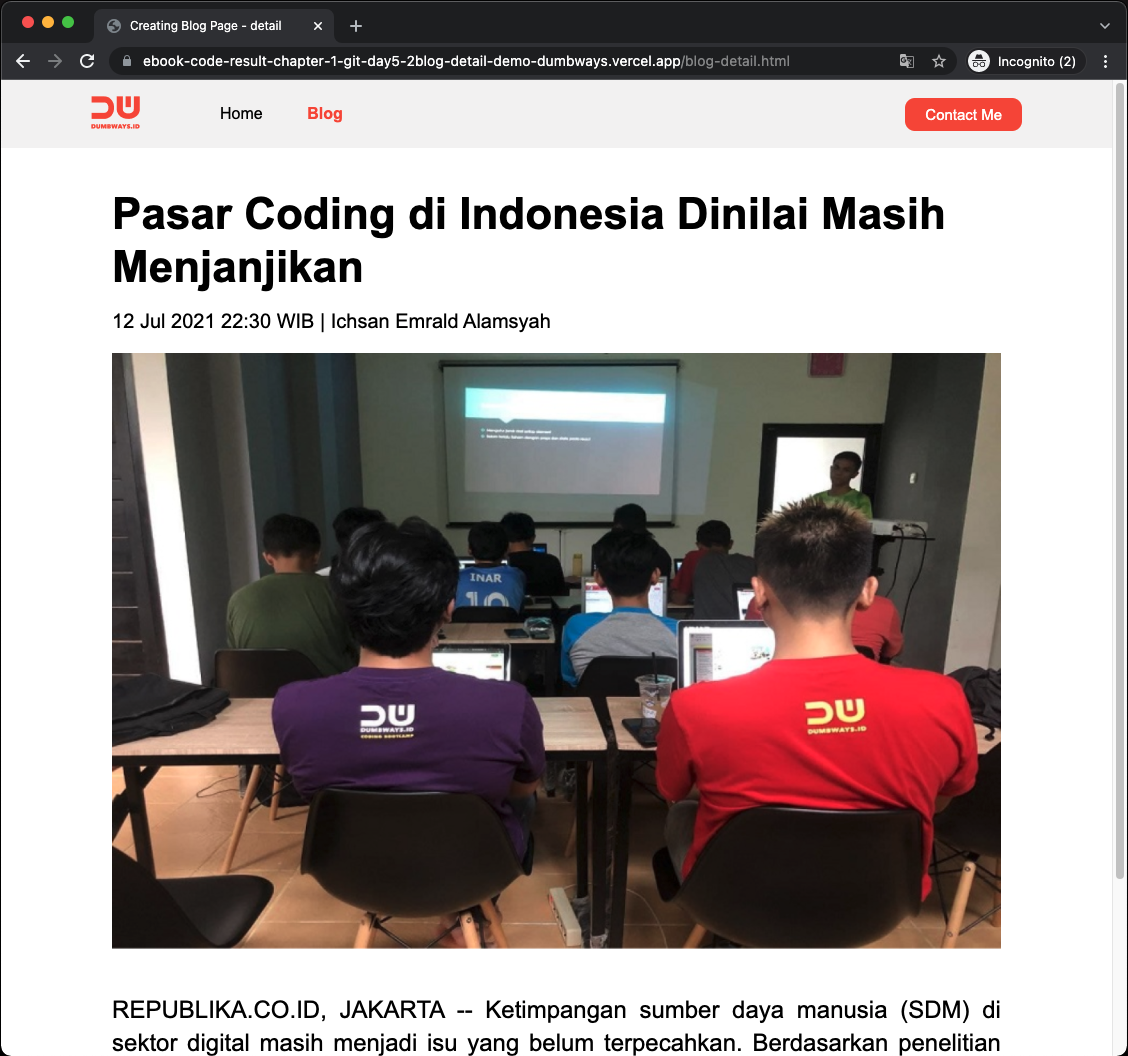 Creating Blog Page - detail
ebook-code-result-chapter-1-git-day5-2blog-detail-demo-dumbways.vercel.app/blog-detail.html
Incognito (2)
DW
DUMBWAYS.ID
Home
Blog
Contact Me
Pasar Coding di Indonesia Dinilai Masih
Menjanjikan
12 Jul 2021 22:30 WIB | Ichsan Emrald Alamsyah
INAR
10
DW
DUMBWAYS.ID
CODING BOOTCAMP
DW
DUMBWAYS.ID
REPUBLIKA.CO.ID, JAKARTA -- Ketimpangan sumber daya manusia (SDM) di
sektor digital masih menjadi isu yang belum terpecahkan. Berdasarkan penelitian